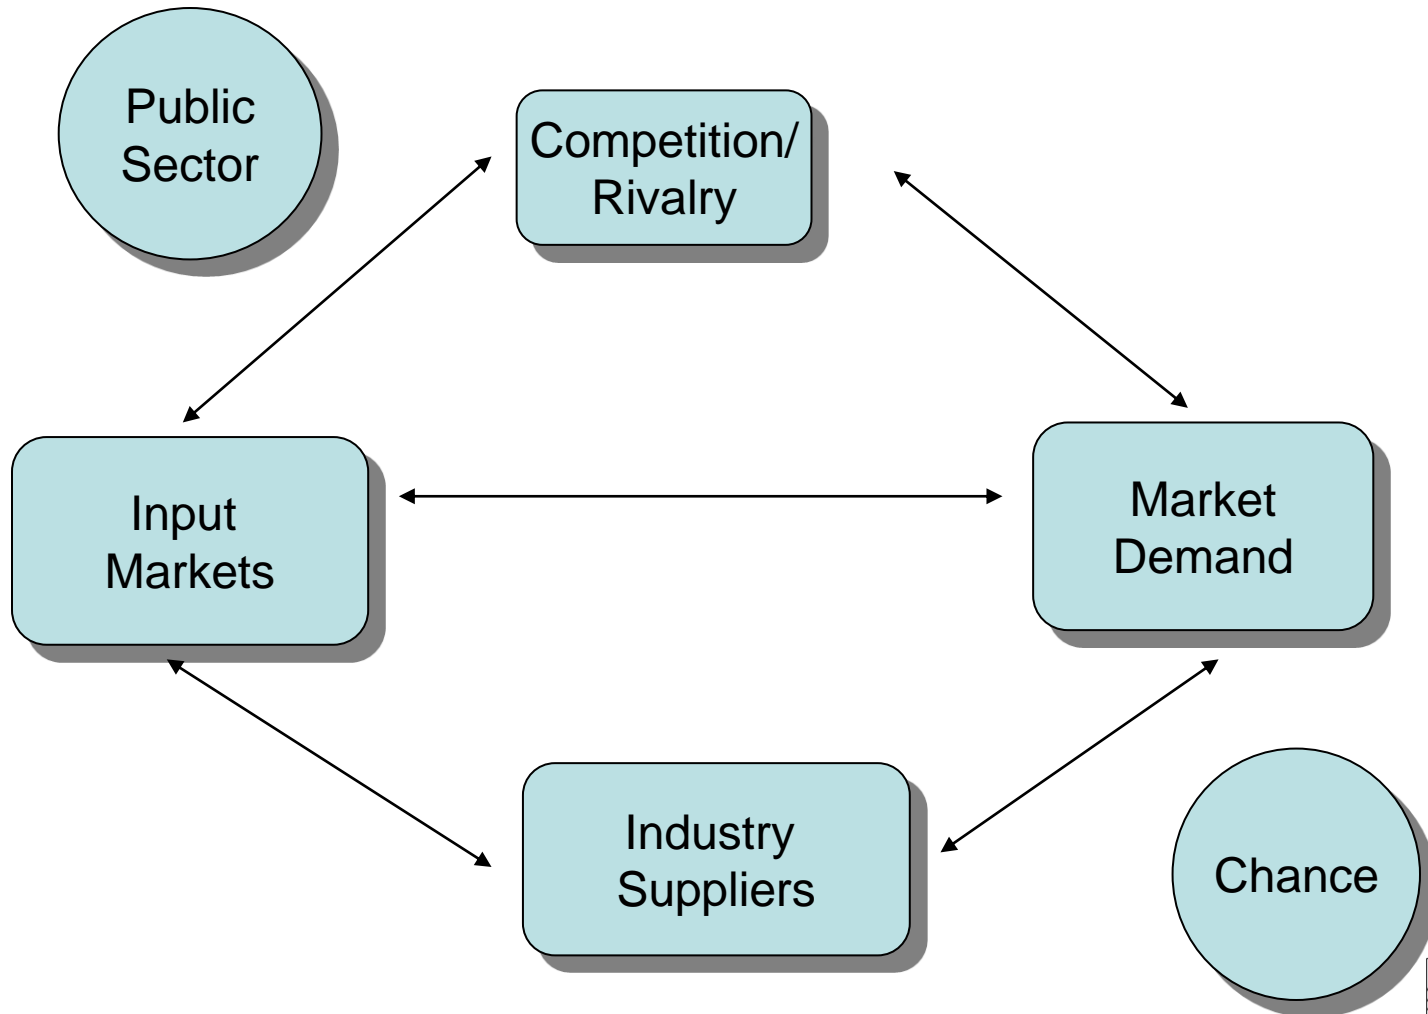 Public
Sector
Competition/
Rivalry
Input
Markets
Market
Demand
Industry
Suppliers
Chance